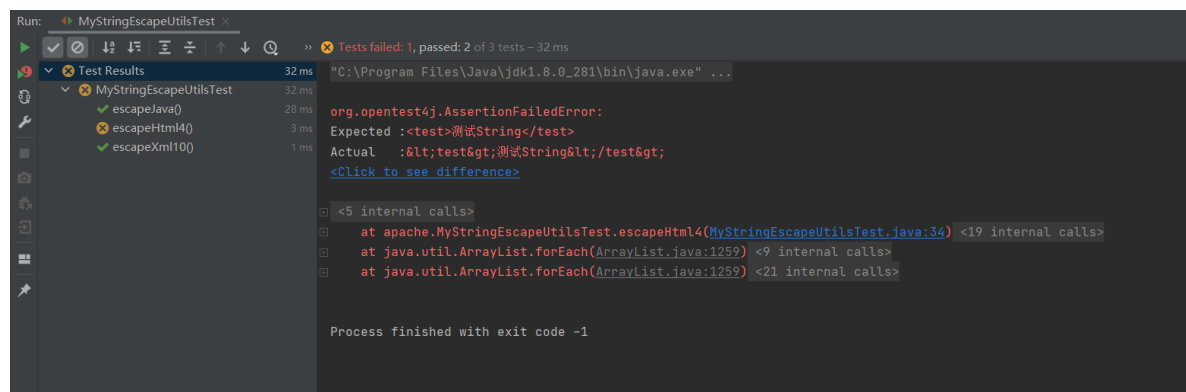 Run: MyStringEscapeUtilsTest ×
» Tests failed: 1, passed: 2 of 3 tests – 32 ms
Test Results 32 ms
MyStringEscapeUtilsTest 32 ms
escapeJava() 28 ms
escapeHtml4() 3 ms
escapeXml10() 1 ms
"C:\Program Files\Java\jdk1.8.0_281\bin\java.exe" ...
org.opentest4j.AssertionFailedError:
Expected :<test>测试String</test>
Actual   :&lt;test&gt;测试String&lt;/test&gt;
<Click to see difference>
<5 internal calls>
at apache.MyStringEscapeUtilsTest.escapeHtml4(MyStringEscapeUtilsTest.java:34) <19 internal calls>
at java.util.ArrayList.forEach(ArrayList.java:1259) <9 internal calls>
at java.util.ArrayList.forEach(ArrayList.java:1259) <21 internal calls>
Process finished with exit code -1